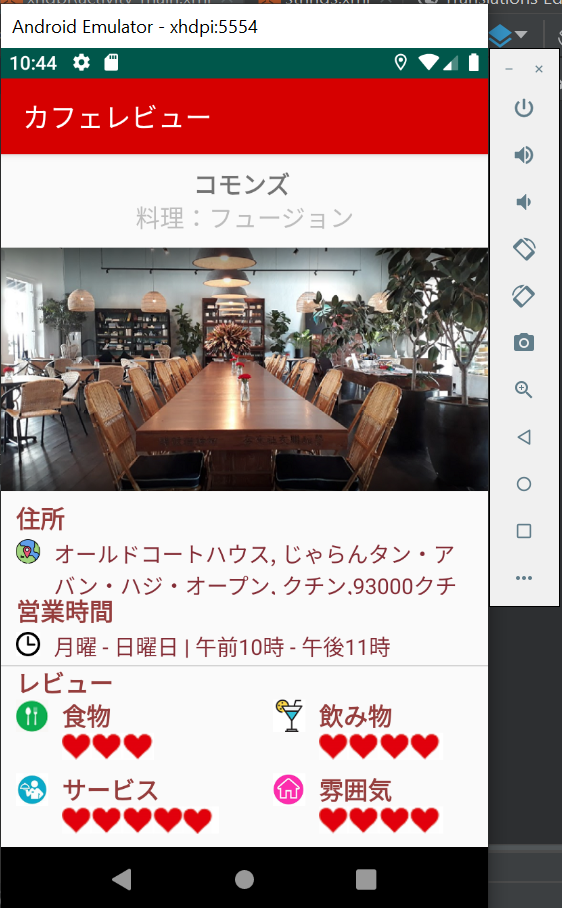 Android Emulator - xhdpi:5554
10:44
カフェレビュー
コモンズ
料理：フュージョン
住所
オールドコートハウス, じゃらんタン・ア
バン・ハジ・オープン, クチン,93000クチ
営業時間
月曜 - 日曜日 | 午前10時 - 午後11時
レビュー
食物
飲み物
サービス
雰囲気